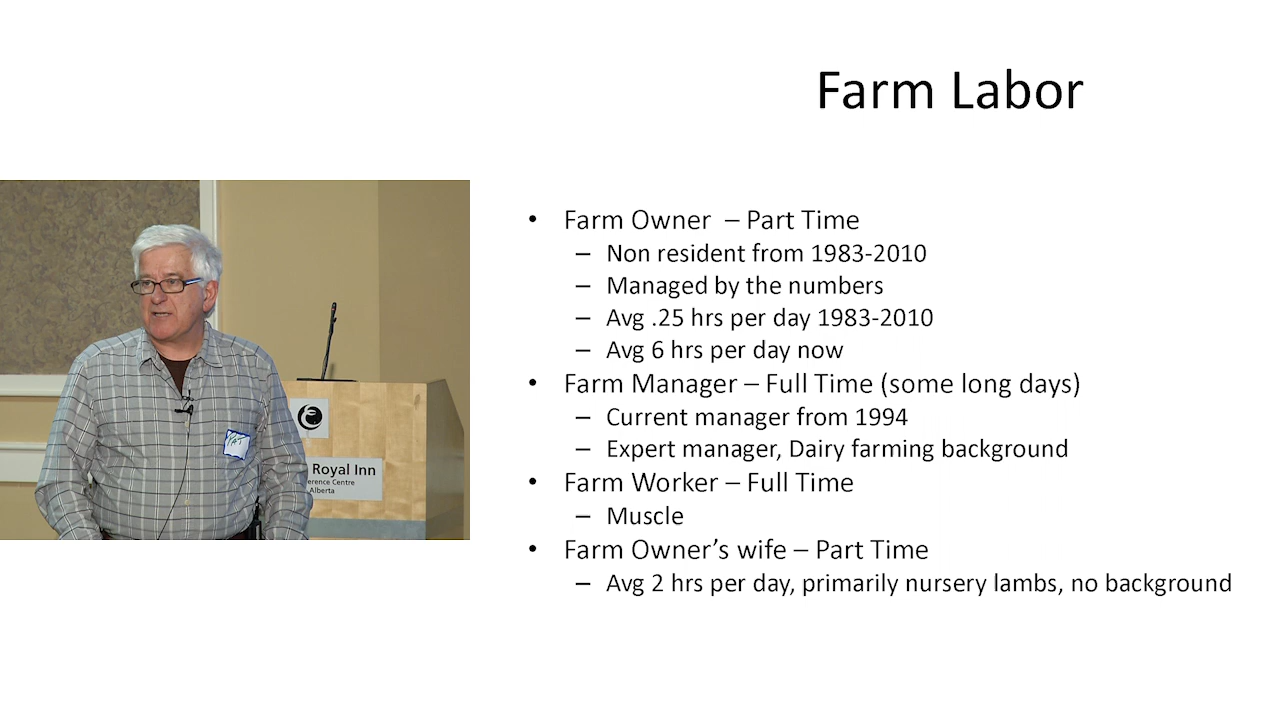 Farm Labor
• Farm Owner – Part Time
– Non resident from 1983-2010
– Managed by the numbers
– Avg .25 hrs per day 1983-2010
– Avg 6 hrs per day now
• Farm Manager – Full Time (some long days)
– Current manager from 1994
– Expert manager, Dairy farming background
• Farm Worker – Full Time
– Muscle
• Farm Owner’s wife – Part Time
– Avg 2 hrs per day, primarily nursery lambs, no background
Royal Inn
Alberta